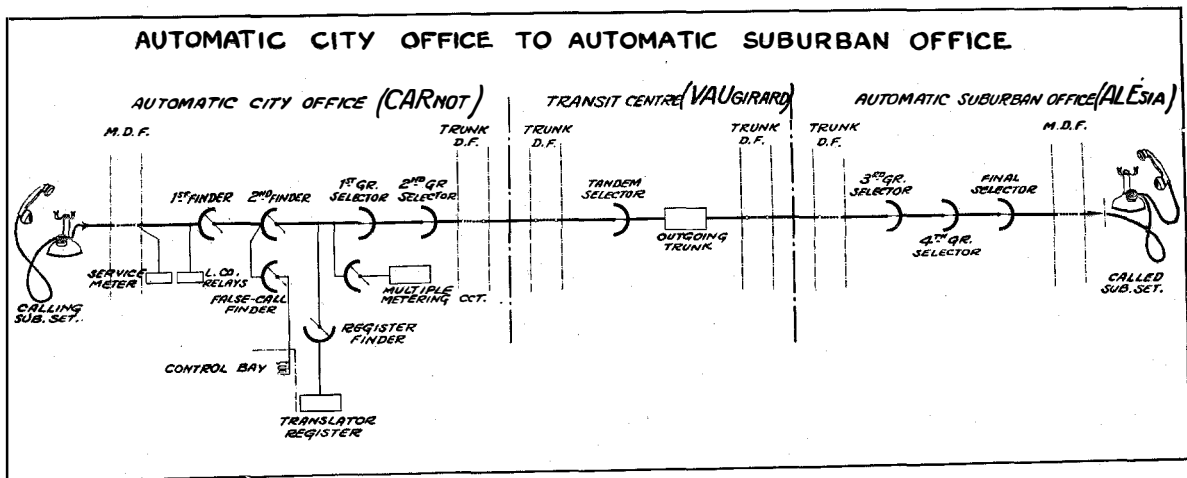 AUTOMATIC CITY OFFICE TO AUTOMATIC SUBURBAN OFFICE
AUTOMATIC CITY OFFICE (CARNOT)
TRANSIT CENTRE (VAUGIRARD)
AUTOMATIC SUBURBAN OFFICE (ALÉSIA)
M.D.F.
TRUNK
D.F.
TRUNK
D.F.
TRUNK
D.F.
TRUNK
D.F.
M.D.F.
1ST FINDER
2ND FINDER
1ST GR.
SELECTOR
2ND GR
SELECTOR
TANDEM
SELECTOR
OUTGOING
TRUNK
3RD GR.
SELECTOR
4TH GR.
SELECTOR
FINAL
SELECTOR
CALLING
SUB. SET.
SERVICE
METER
L. CO.
RELAYS
FALSE-CALL
FINDER
MULTIPLE
METERING CCT.
REGISTER
FINDER
CONTROL BAY
TRANSLATOR
REGISTER
CALLED
SUB. SET.